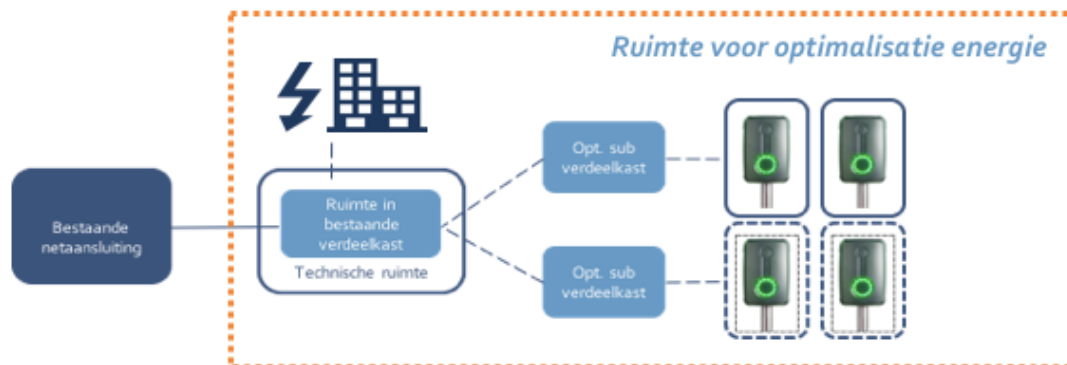 Ruimte voor optimalisatie energie
Bestaande
netaansluiting
Ruimte in
bestaande
verdeelkast
Technische ruimte
Opt. sub
verdeelkast
Opt. sub
verdeelkast